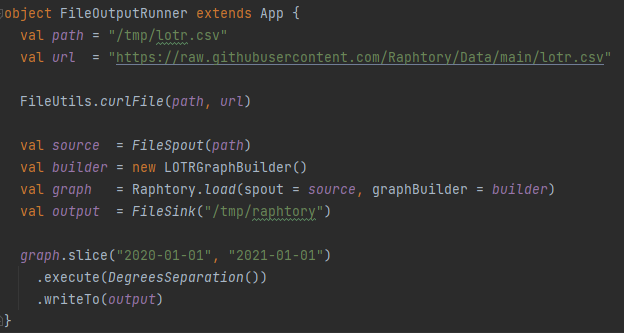 object FileOutputRunner extends App {
  val path = "/tmp/lotr.csv"
  val url  = "https://raw.githubusercontent.com/Raphtory/Data/main/lotr.csv"

  FileUtils.curlFile(path, url)

  val source  = FileSpout(path)
  val builder = new LOTRGraphBuilder()
  val graph   = Raphtory.load(spout = source, graphBuilder = builder)
  val output  = FileSink("/tmp/raphtory")

  graph.slice("2020-01-01", "2021-01-01")
    .execute(DegreesSeparation())
    .writeTo(output)
}